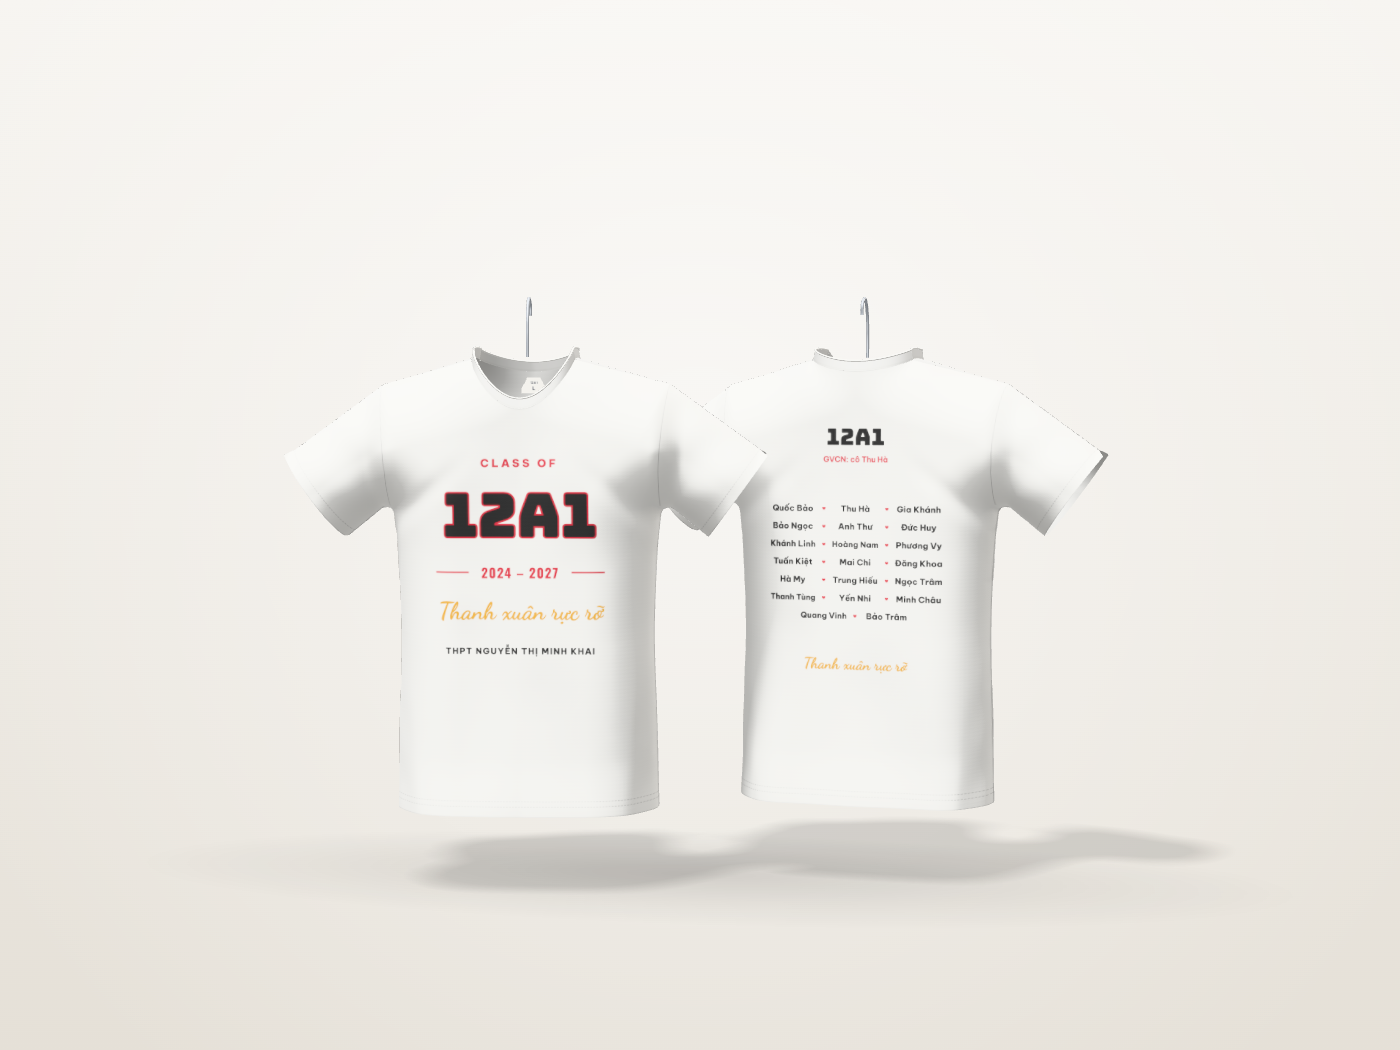 CLASS OF
12A1
2024 – 2027
Thanh xuân rực rỡ
THPT NGUYỄN THỊ MINH KHAI
L
12A1
GVCN: cô Thu Hà
Quốc Bảo • Thu Hà • Gia Khánh
Bảo Ngọc • Anh Thư • Đức Huy
Khánh Linh • Hoàng Nam • Phương Vy
Tuấn Kiệt • Mai Chi • Đăng Khoa
Hà My • Trung Hiếu • Ngọc Trâm
Thanh Tùng • Yến Nhi • Minh Châu
Quang Vinh • Bảo Trâm
Thanh xuân rực rỡ